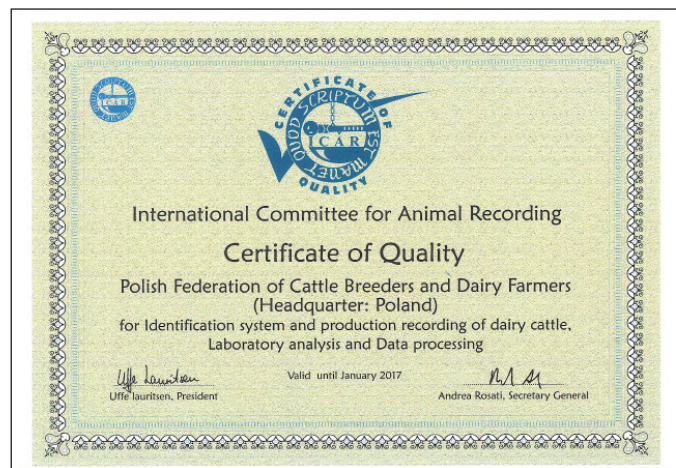 CERTIFICATE OF
QUOD SCRIPTUM EST MANET
ICAR
QUALITY
International Committee for Animal Recording
Certificate of Quality
Polish Federation of Cattle Breeders and Dairy Farmers
(Headquarter: Poland)
for Identification system and production recording of dairy cattle,
Laboratory analysis and Data processing
Valid until January 2017
Uffe lauritsen, President
Andrea Rosati, Secretary General